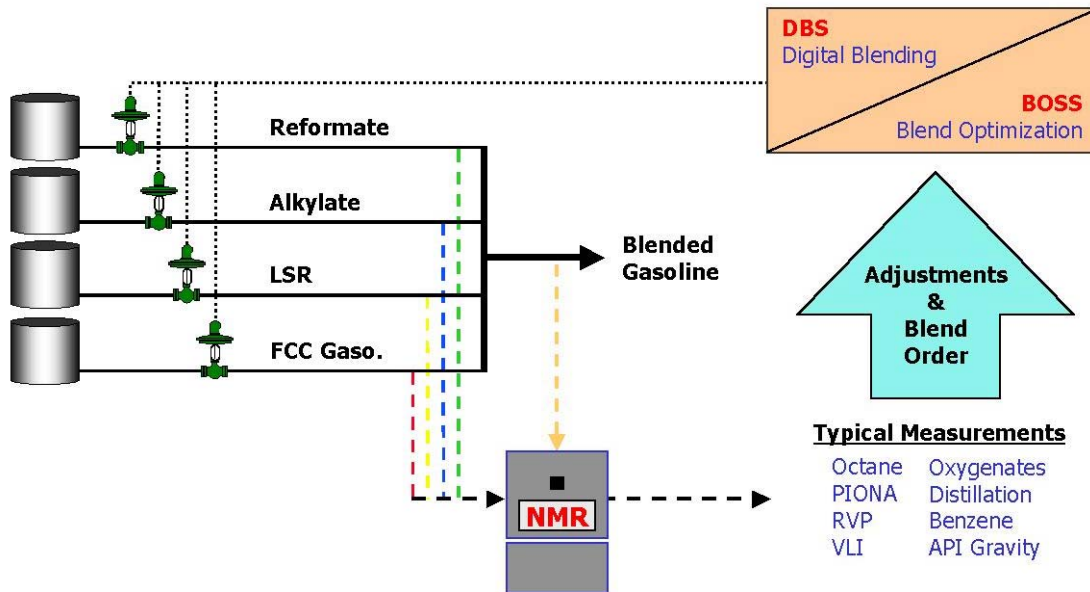 DBS
Digital Blending
BOSS
Blend Optimization
Reformate
Alkylate
LSR
FCC Gaso.
Blended
Gasoline
Adjustments
&
Blend
Order
NMR
Typical Measurements
Octane Oxygenates
PIONA Distillation
RVP Benzene
VLI API Gravity